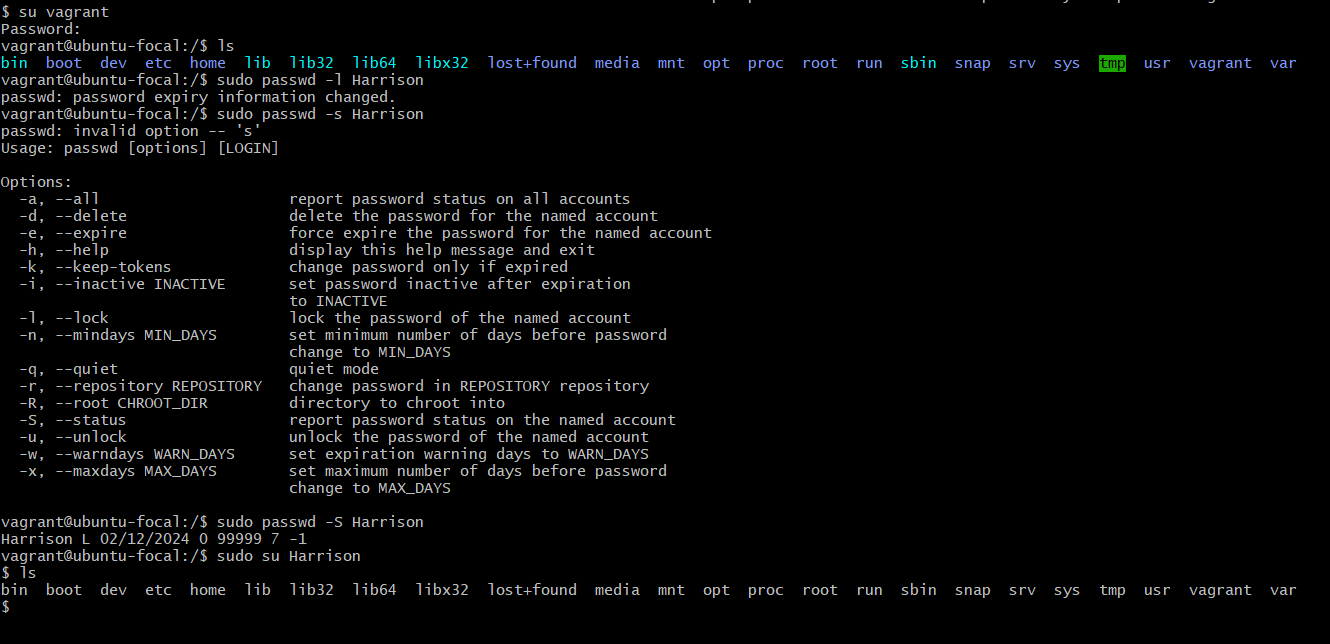 $ su vagrant
Password:
vagrant@ubuntu-focal:/$ ls
bin  boot  dev  etc  home  lib  lib32  lib64  libx32  lost+found  media  mnt  opt  proc  root  run  sbin  snap  srv  sys  tmp  usr  vagrant  var
vagrant@ubuntu-focal:/$ sudo passwd -l Harrison
passwd: password expiry information changed.
vagrant@ubuntu-focal:/$ sudo passwd -s Harrison
passwd: invalid option -- 's'
Usage: passwd [options] [LOGIN]

Options:
  -a, --all                     report password status on all accounts
  -d, --delete                  delete the password for the named account
  -e, --expire                  force expire the password for the named account
  -h, --help                    display this help message and exit
  -k, --keep-tokens             change password only if expired
  -i, --inactive INACTIVE       set password inactive after expiration
                                to INACTIVE
  -l, --lock                    lock the password of the named account
  -n, --mindays MIN_DAYS        set minimum number of days before password
                                change to MIN_DAYS
  -q, --quiet                   quiet mode
  -r, --repository REPOSITORY   change password in REPOSITORY repository
  -R, --root CHROOT_DIR         directory to chroot into
  -S, --status                  report password status on the named account
  -u, --unlock                  unlock the password of the named account
  -w, --warndays WARN_DAYS      set expiration warning days to WARN_DAYS
  -x, --maxdays MAX_DAYS        set maximum number of days before password
                                change to MAX_DAYS

vagrant@ubuntu-focal:/$ sudo passwd -S Harrison
Harrison L 02/12/2024 0 99999 7 -1
vagrant@ubuntu-focal:/$ sudo su Harrison
$ ls
bin  boot  dev  etc  home  lib  lib32  lib64  libx32  lost+found  media  mnt  opt  proc  root  run  sbin  snap  srv  sys  tmp  usr  vagrant  var
$